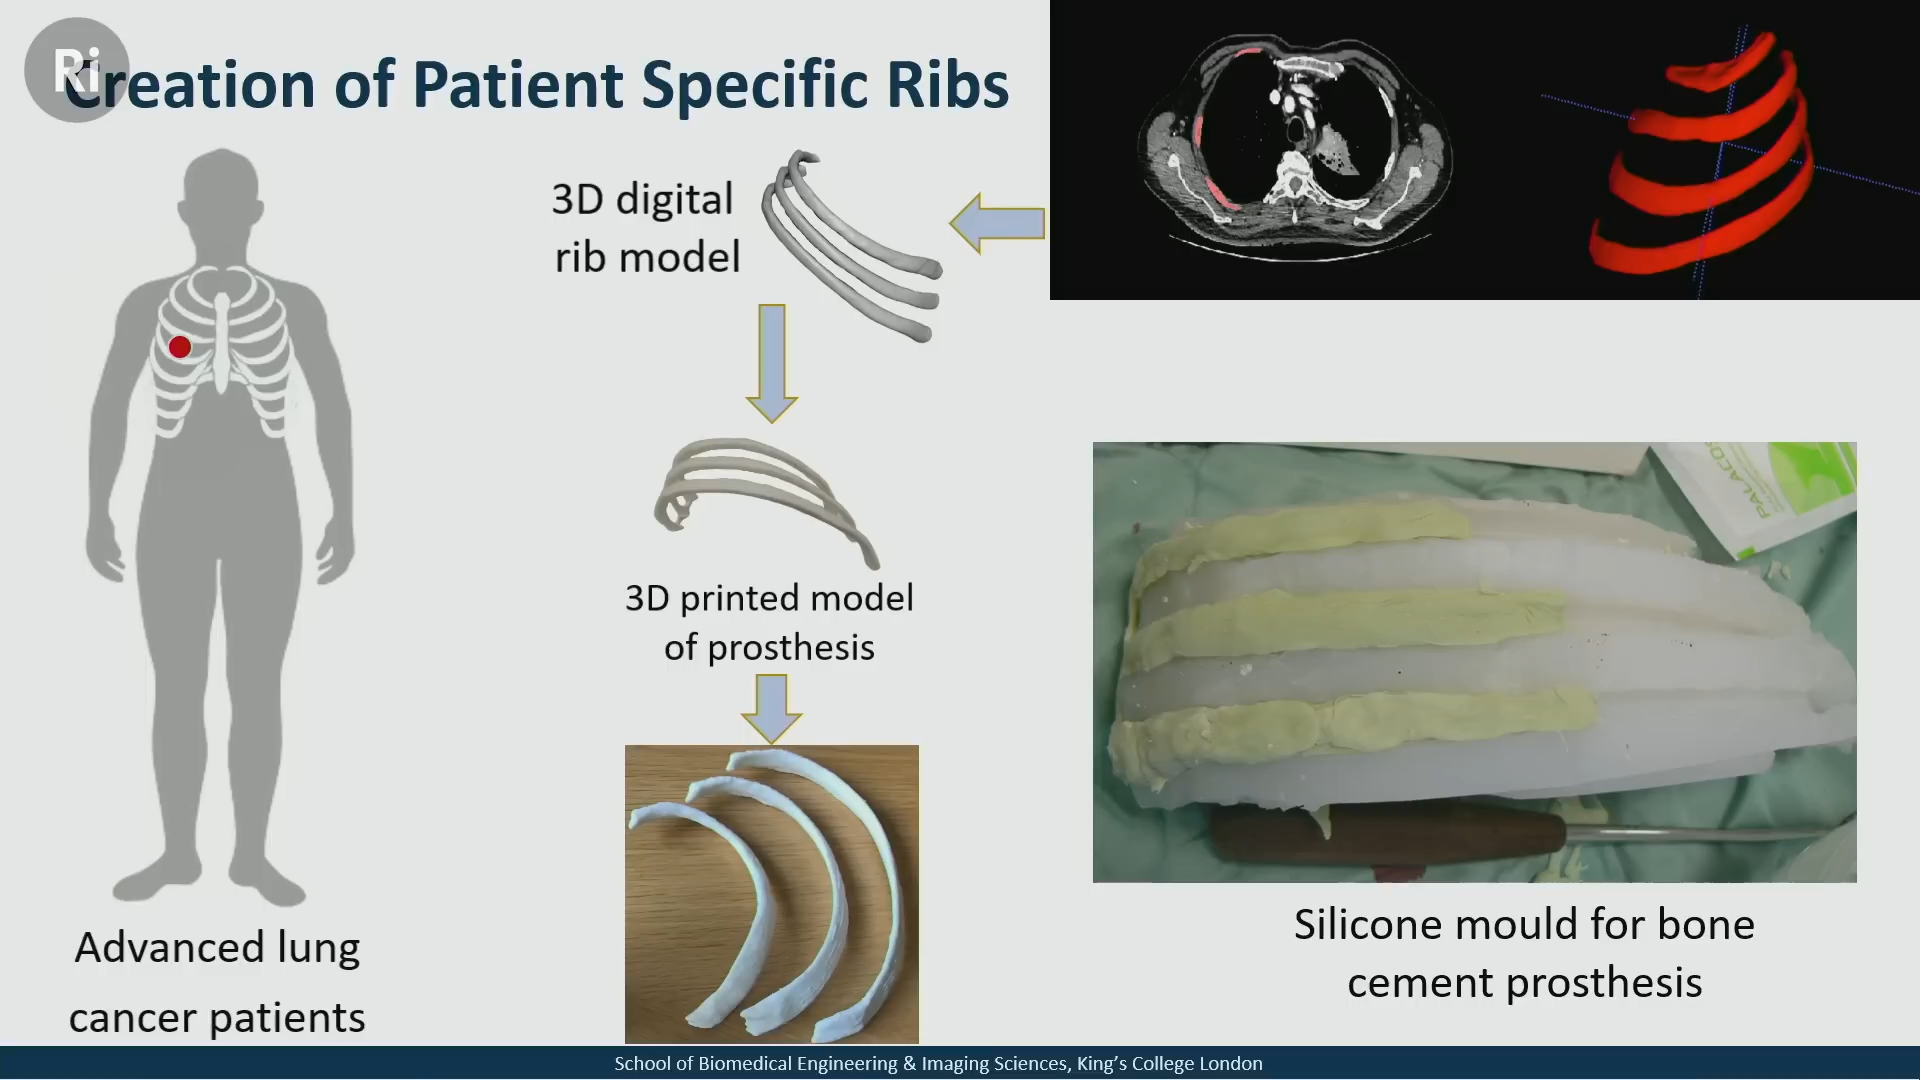 Ri
Creation of Patient Specific Ribs
3D digital
rib model
3D printed model
of prosthesis
PALACOS
Advanced lung
cancer patients
Silicone mould for bone
cement prosthesis
School of Biomedical Engineering & Imaging Sciences, King's College London